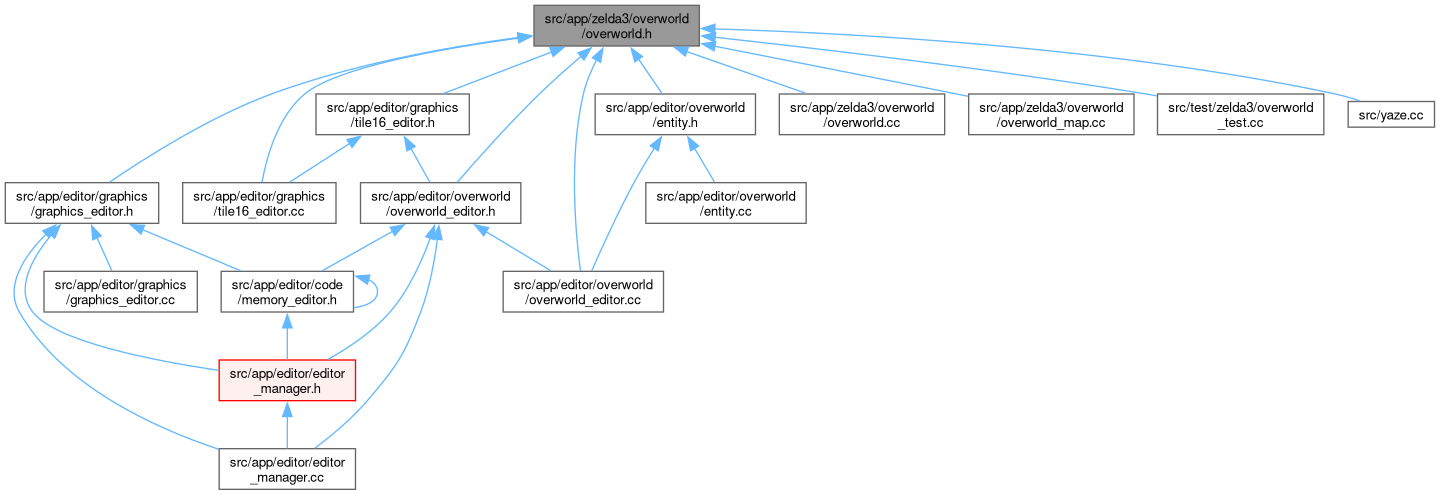 src/app/zelda3/overworld
/overworld.h
src/app/editor/graphics
/tile16_editor.h
src/app/editor/overworld
/entity.h
src/app/zelda3/overworld
/overworld.cc
src/app/zelda3/overworld
/overworld_map.cc
src/test/zelda3/overworld
_test.cc
src/yaze.cc
src/app/editor/graphics
/graphics_editor.h
src/app/editor/graphics
/tile16_editor.cc
src/app/editor/overworld
/overworld_editor.h
src/app/editor/overworld
/entity.cc
src/app/editor/graphics
/graphics_editor.cc
src/app/editor/code
/memory_editor.h
src/app/editor/overworld
/overworld_editor.cc
src/app/editor/editor
_manager.h
src/app/editor/editor
_manager.cc